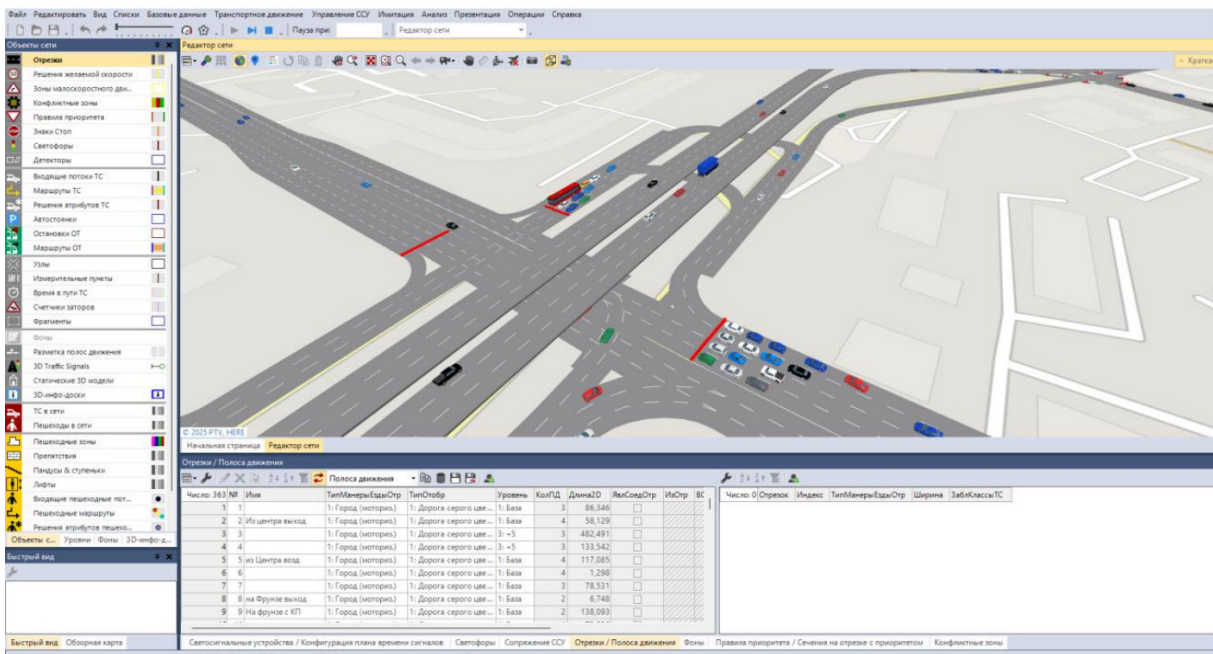 Файл Редактировать Вид Списки Базовые данные Транспортное движение Управление ССУ Имитация Анализ Презентация Операции Справка
Пауза при: Редактор сети
Объекты сети
Редактор сети
Кратка
Отрезки
Решения желаемой скорости
Зоны малоскоростного дви...
Конфликтные зоны
Правила приоритета
Знаки Стоп
Светофоры
Детекторы
Входящие потоки ТС
Маршруты ТС
Решения атрибутов ТС
Автостоянки
Остановки ОТ
Маршруты ОТ
Узлы
Измерительные пункты
Время в пути ТС
Счетчики заторов
Фрагменты
Фоны
Разметка полос движения
3D Traffic Signals
Статические 3D модели
3D-инфо-доски
ТС в сети
Пешеходы в сети
Пешеходные зоны
Препятствия
Пандусы & ступеньки
Лифты
Входящие пешеходные пот...
Пешеходные маршруты
Решения атрибутов пешехо...
Объекты с... Уровни Фоны 3D-инфо-д...
Быстрый вид
Быстрый вид Обзорная карта
© 2025 PTV, HERE
Начальная страница Редактор сети
Отрезки / Полоса движения
Полоса движения
Число: 363 № Имя ТипМанерыЕздыОтр ТипОтобр Уровень КолПД Длина2D ЯвлСоедОтр ИзОтр ВС
1 1 1: Город (моториз.) 1: Дорога серого цве... 1: База 3 86,346
2 2 Из центра выход 1: Город (моториз.) 1: Дорога серого цве... 1: База 4 58,129
3 3 1: Город (моториз.) 1: Дорога серого цве... 3: +5 3 482,491
4 4 1: Город (моториз.) 1: Дорога серого цве... 3: +5 3 133,542
5 5 из Центра возд 1: Город (моториз.) 1: Дорога серого цве... 1: База 4 117,085
6 6 1: Город (моториз.) 1: Дорога серого цве... 1: База 4 1,298
7 7 1: Город (моториз.) 1: Дорога серого цве... 1: База 3 78,531
8 8 на Фрунзе выход 1: Город (моториз.) 1: Дорога серого цве... 1: База 2 6,748
9 9 На фрунзе с КП 1: Город (моториз.) 1: Дорога серого цве... 1: База 2 138,093
Число: 0 Отрезок Индекс ТипМанерыЕздыОтр Ширина ЗаблКлассыТС
Светосигнальные устройства / Конфигурация плана времени сигналов Светофоры Сопряжение ССУ Отрезки / Полоса движения Фоны Правила приоритета / Сечения на отрезке с приоритетом Конфликтные зоны